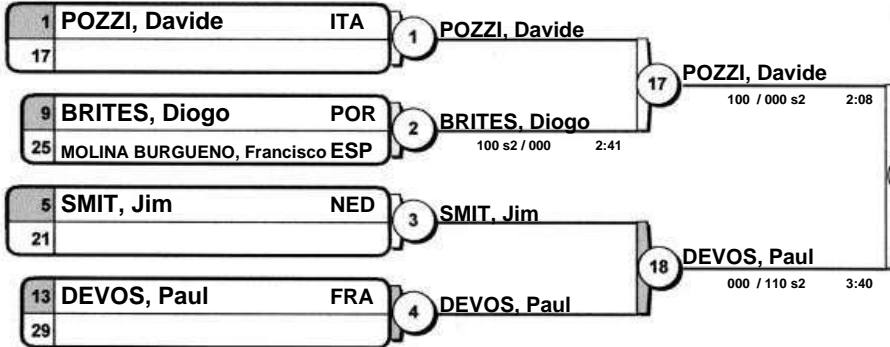 1 POZZI, Davide ITA
17
1
POZZI, Davide
9 BRITES, Diogo POR
25 MOLINA BURGUENO, Francisco ESP
2
BRITES, Diogo
100 s2 / 000 2:41
17
POZZI, Davide
100 / 000 s2 2:08
5 SMIT, Jim NED
21
3
SMIT, Jim
13 DEVOS, Paul FRA
29
4
DEVOS, Paul
18
DEVOS, Paul
000 / 110 s2 3:40